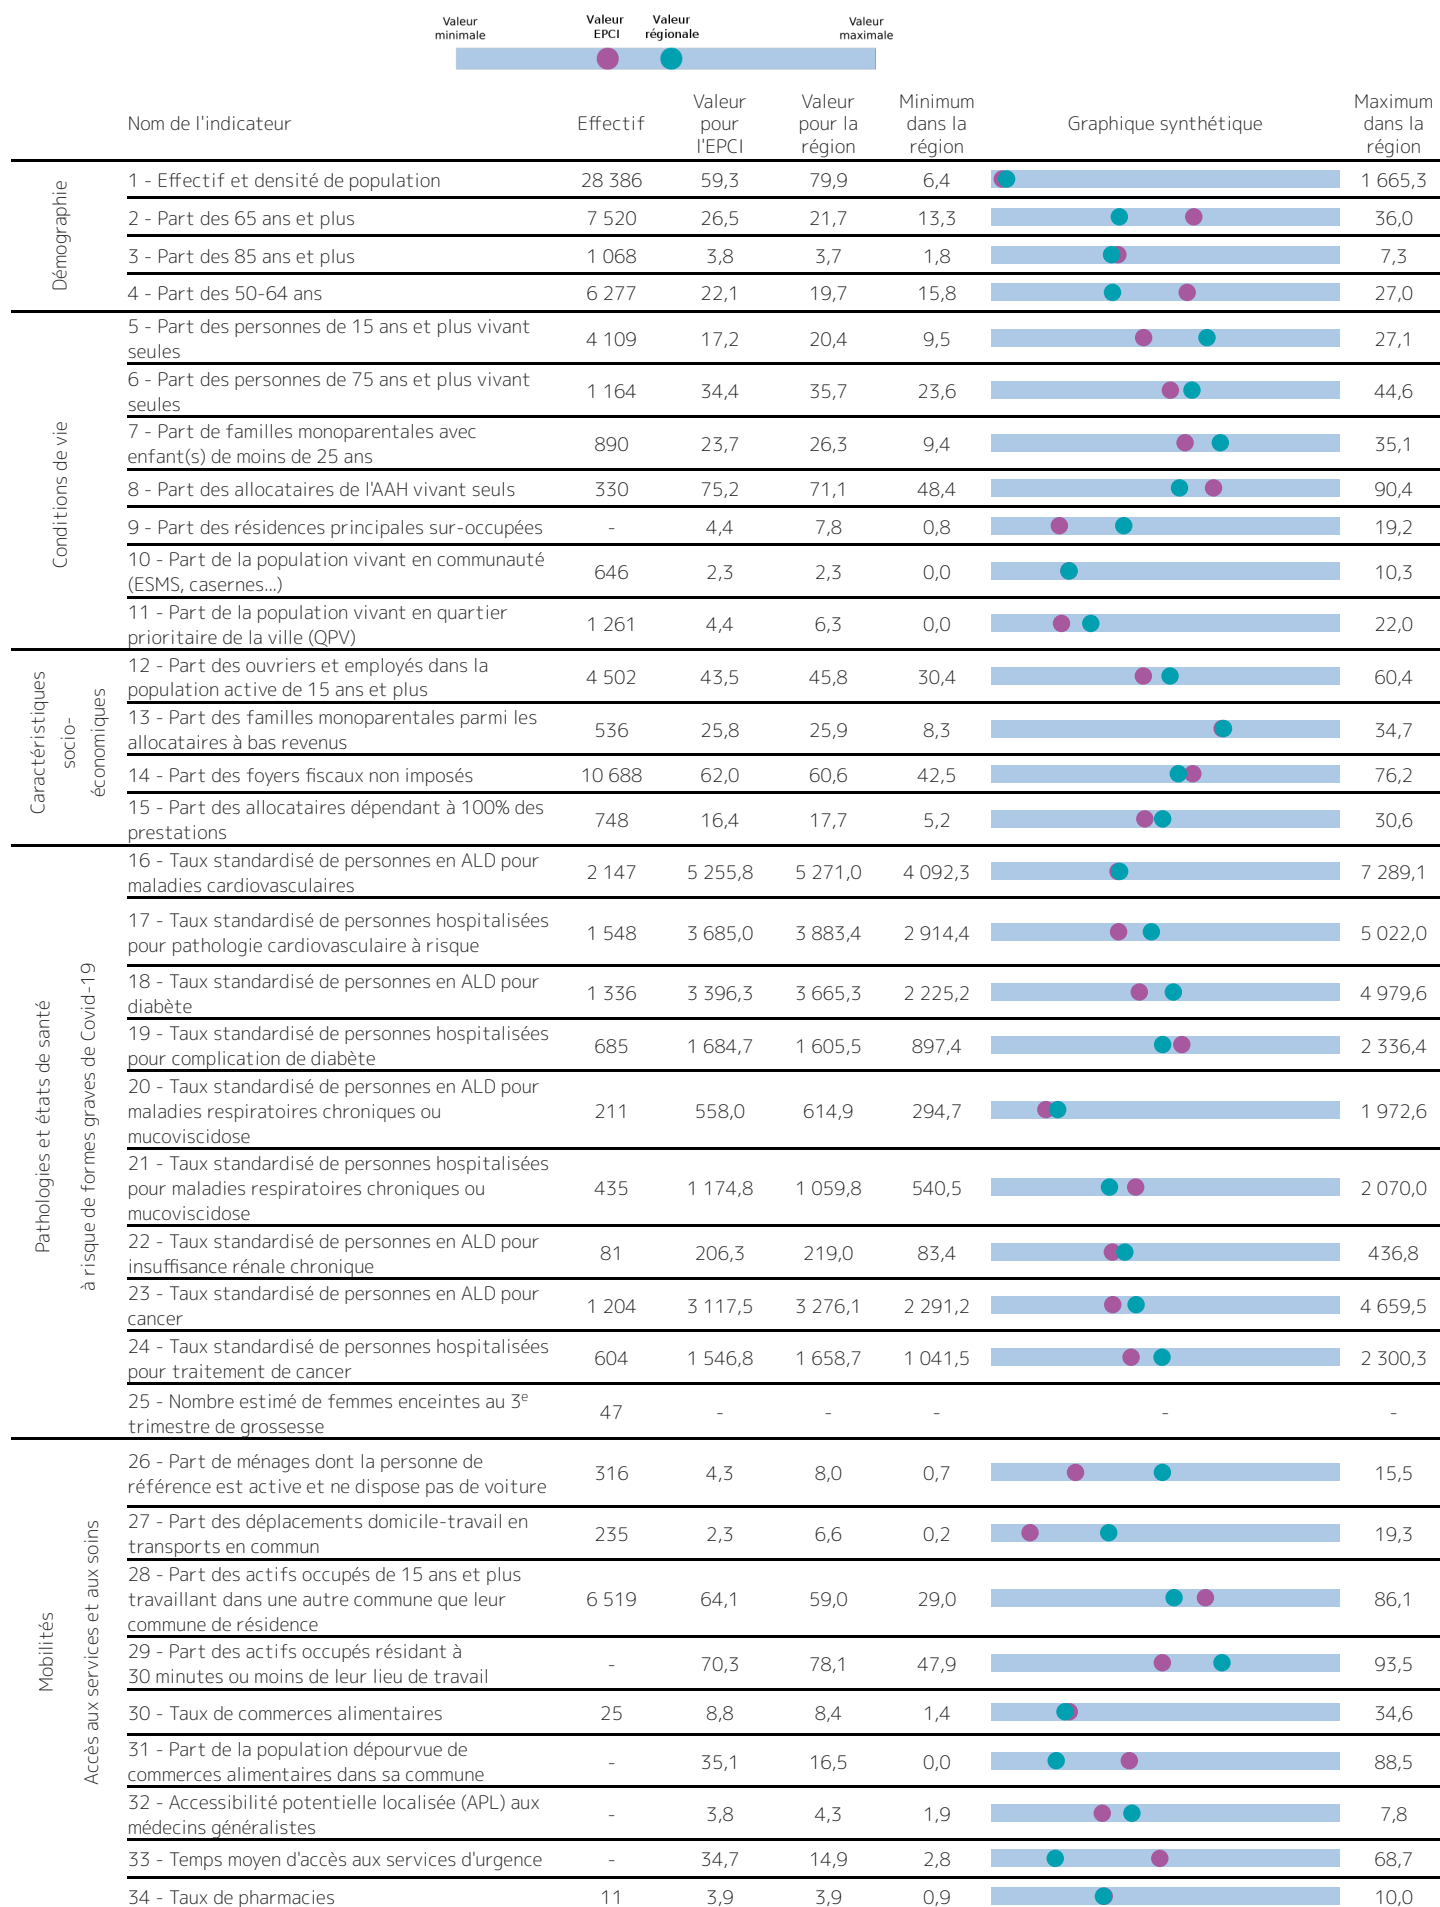 Valeur minimale
Valeur EPCI
Valeur régionale
Valeur maximale
Nom de l'indicateur
Effectif
Valeur pour l'EPCI
Valeur pour la région
Minimum dans la région
Graphique synthétique
Maximum dans la région
Démographie
1 - Effectif et densité de population 28 386 59,3 79,9 6,4 1 665,3
2 - Part des 65 ans et plus 7 520 26,5 21,7 13,3 36,0
3 - Part des 85 ans et plus 1 068 3,8 3,7 1,8 7,3
4 - Part des 50-64 ans 6 277 22,1 19,7 15,8 27,0
Conditions de vie
5 - Part des personnes de 15 ans et plus vivant
seules 4 109 17,2 20,4 9,5 27,1
6 - Part des personnes de 75 ans et plus vivant
seules 1 164 34,4 35,7 23,6 44,6
7 - Part de familles monoparentales avec
enfant(s) de moins de 25 ans 890 23,7 26,3 9,4 35,1
8 - Part des allocataires de l'AAH vivant seuls 330 75,2 71,1 48,4 90,4
9 - Part des résidences principales sur-occupées - 4,4 7,8 0,8 19,2
10 - Part de la population vivant en communauté
(ESMS, casernes...) 646 2,3 2,3 0,0 10,3
11 - Part de la population vivant en quartier
prioritaire de la ville (QPV) 1 261 4,4 6,3 0,0 22,0
Caractéristiques
socio-
économiques
12 - Part des ouvriers et employés dans la
population active de 15 ans et plus 4 502 43,5 45,8 30,4 60,4
13 - Part des familles monoparentales parmi les
allocataires à bas revenus 536 25,8 25,9 8,3 34,7
14 - Part des foyers fiscaux non imposés 10 688 62,0 60,6 42,5 76,2
15 - Part des allocataires dépendant à 100% des
prestations 748 16,4 17,7 5,2 30,6
Pathologies et états de santé
à risque de formes graves de Covid-19
16 - Taux standardisé de personnes en ALD pour
maladies cardiovasculaires 2 147 5 255,8 5 271,0 4 092,3 7 289,1
17 - Taux standardisé de personnes hospitalisées
pour pathologie cardiovasculaire à risque 1 548 3 685,0 3 883,4 2 914,4 5 022,0
18 - Taux standardisé de personnes en ALD pour
diabète 1 336 3 396,3 3 665,3 2 225,2 4 979,6
19 - Taux standardisé de personnes hospitalisées
pour complication de diabète 685 1 684,7 1 605,5 897,4 2 336,4
20 - Taux standardisé de personnes en ALD pour
maladies respiratoires chroniques ou 211 558,0 614,9 294,7 1 972,6
mucoviscidose
21 - Taux standardisé de personnes hospitalisées
pour maladies respiratoires chroniques ou 435 1 174,8 1 059,8 540,5 2 070,0
mucoviscidose
22 - Taux standardisé de personnes en ALD pour
insuffisance rénale chronique 81 206,3 219,0 83,4 436,8
23 - Taux standardisé de personnes en ALD pour
cancer 1 204 3 117,5 3 276,1 2 291,2 4 659,5
24 - Taux standardisé de personnes hospitalisées
pour traitement de cancer 604 1 546,8 1 658,7 1 041,5 2 300,3
25 - Nombre estimé de femmes enceintes au 3e
trimestre de grossesse 47 - - - - -
Mobilités
Accès aux services et aux soins
26 - Part de ménages dont la personne de
référence est active et ne dispose pas de voiture 316 4,3 8,0 0,7 15,5
27 - Part des déplacements domicile-travail en
transports en commun 235 2,3 6,6 0,2 19,3
28 - Part des actifs occupés de 15 ans et plus
travaillant dans une autre commune que leur 6 519 64,1 59,0 29,0 86,1
commune de résidence
29 - Part des actifs occupés résidant à
30 minutes ou moins de leur lieu de travail - 70,3 78,1 47,9 93,5
30 - Taux de commerces alimentaires 25 8,8 8,4 1,4 34,6
31 - Part de la population dépourvue de
commerces alimentaires dans sa commune - 35,1 16,5 0,0 88,5
32 - Accessibilité potentielle localisée (APL) aux
médecins généralistes - 3,8 4,3 1,9 7,8
33 - Temps moyen d'accès aux services d'urgence - 34,7 14,9 2,8 68,7
34 - Taux de pharmacies 11 3,9 3,9 0,9 10,0